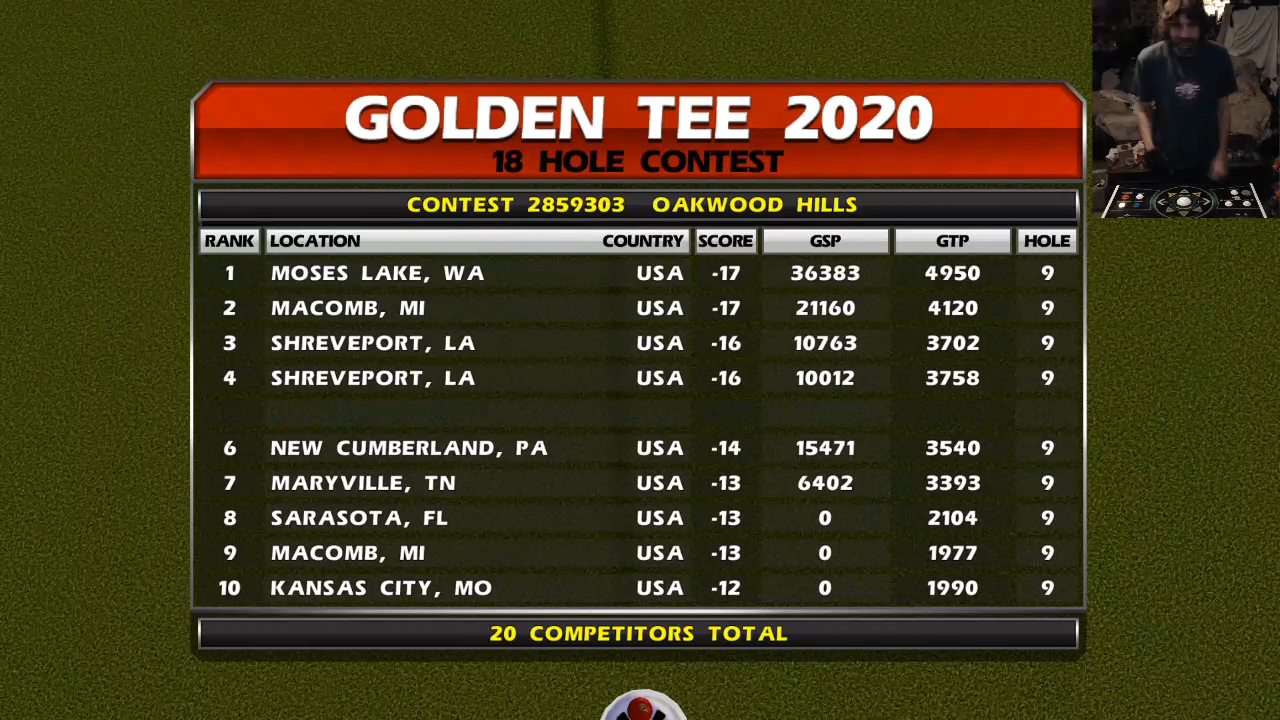 GOLDEN TEE 2020
18 HOLE CONTEST
CONTEST 2859303 OAKWOOD HILLS
RANK LOCATION COUNTRY SCORE GSP GTP HOLE
1 MOSES LAKE, WA USA -17 36383 4950 9
2 MACOMB, MI USA -17 21160 4120 9
3 SHREVEPORT, LA USA -16 10763 3702 9
4 SHREVEPORT, LA USA -16 10012 3758 9
6 NEW CUMBERLAND, PA USA -14 15471 3540 9
7 MARYVILLE, TN USA -13 6402 3393 9
8 SARASOTA, FL USA -13 0 2104 9
9 MACOMB, MI USA -13 0 1977 9
10 KANSAS CITY, MO USA -12 0 1990 9
20 COMPETITORS TOTAL